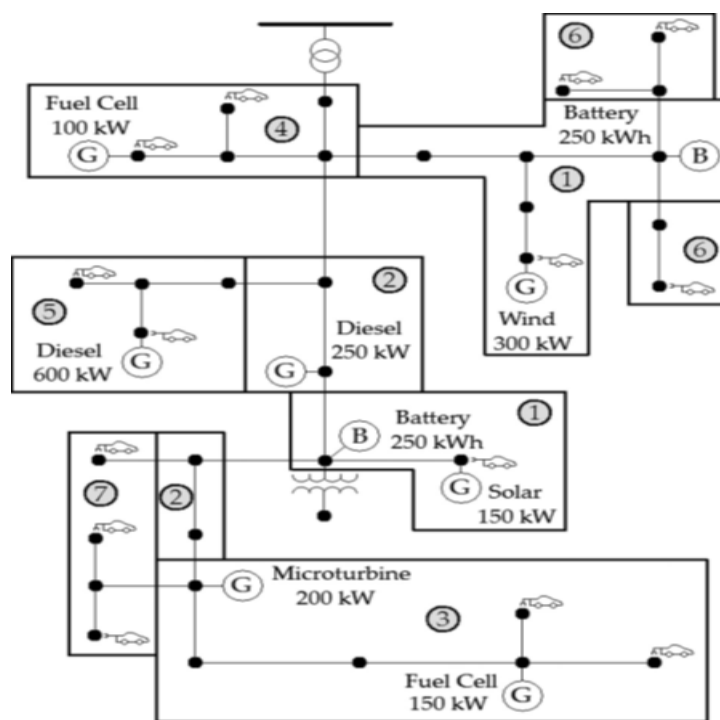 6
Fuel Cell
100 kW
4
G
Battery
250 kWh
B
1
6
G
Wind
300 kW
2
5
Diesel
600 kW
G
Diesel
250 kW
G
1
Battery
250 kWh
B
G
Solar
150 kW
7
2
G
Microturbine
200 kW
3
Fuel Cell
150 kW
G